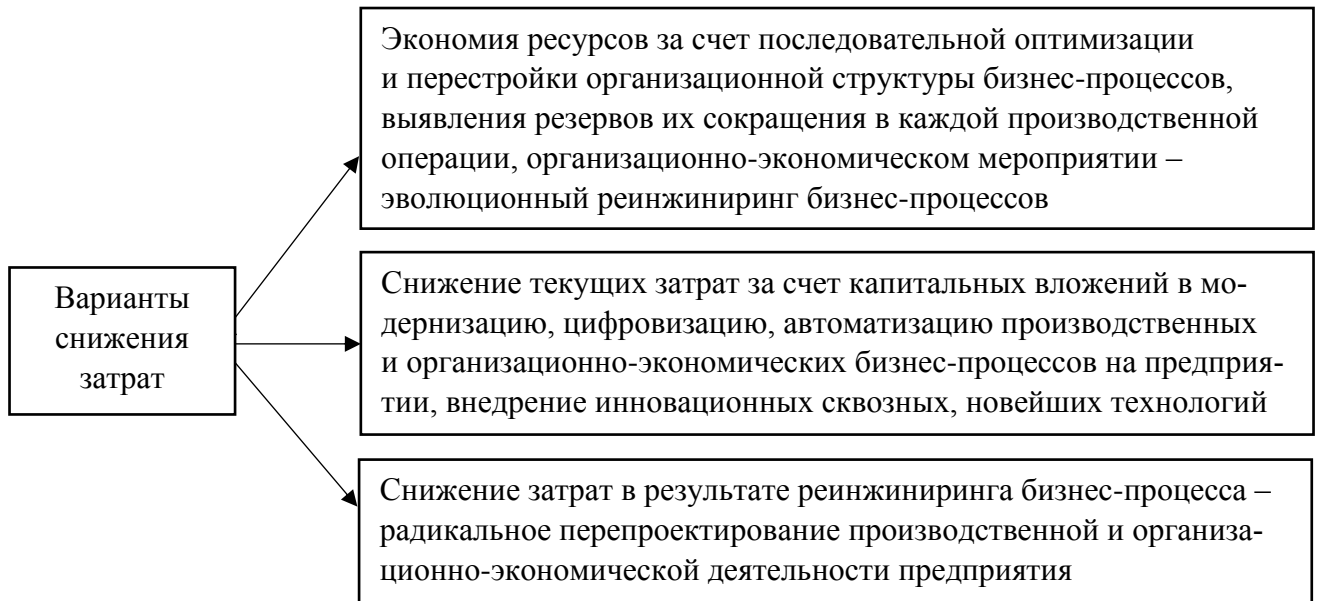 Экономия ресурсов за счет последовательной оптимизации
и перестройки организационной структуры бизнес-процессов,
выявления резервов их сокращения в каждой производственной
операции, организационно-экономическом мероприятии –
эволюционный реинжиниринг бизнес-процессов
Варианты
снижения
затрат
Снижение текущих затрат за счет капитальных вложений в мо-
дернизацию, цифровизацию, автоматизацию производственных
и организационно-экономических бизнес-процессов на предприя-
тии, внедрение инновационных сквозных, новейших технологий
Снижение затрат в результате реинжиниринга бизнес-процесса –
радикальное перепроектирование производственной и организа-
ционно-экономической деятельности предприятия